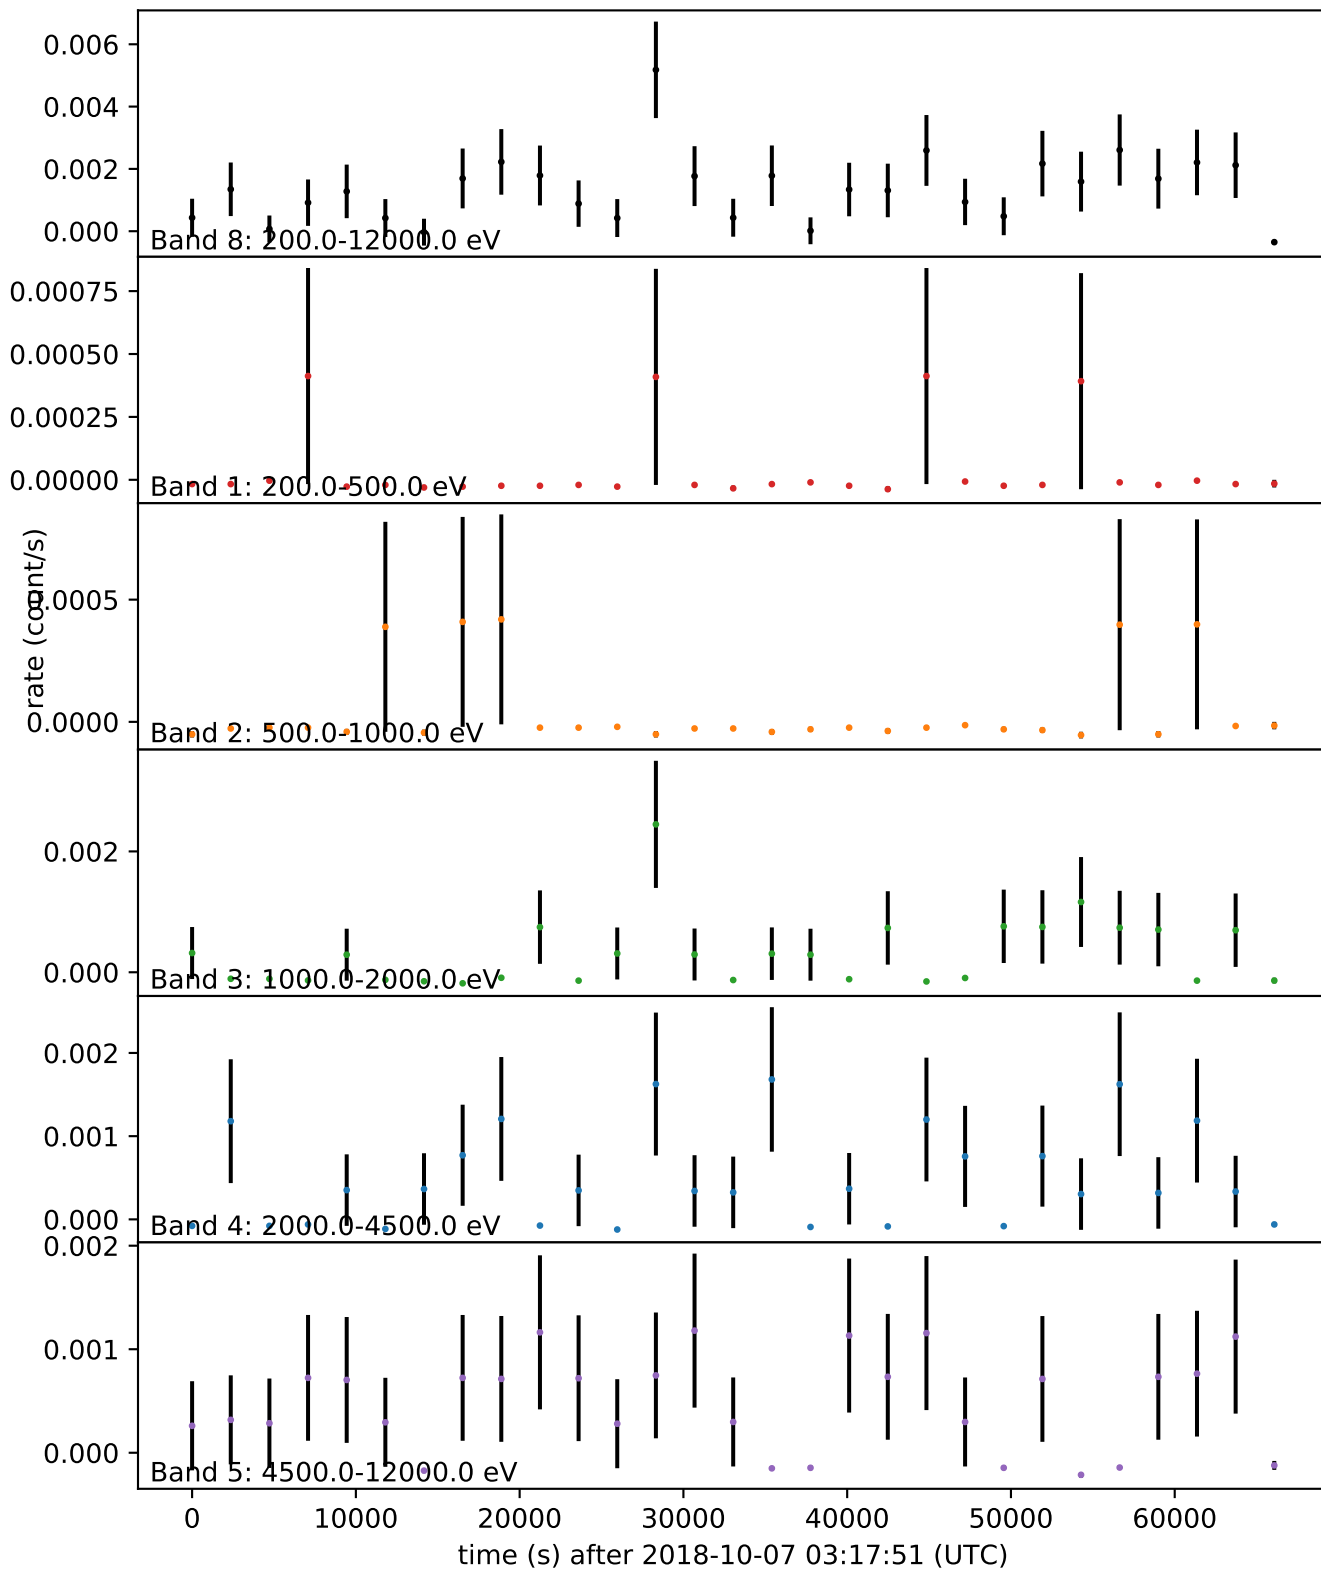 0.006
0.004
0.002
0.000
Band 8: 200.0-12000.0 eV
0.00075
0.00050
0.00025
0.00000
Band 1: 200.0-500.0 eV
rate (count/s)
0.0005
0.0000
Band 2: 500.0-1000.0 eV
0.002
0.000
Band 3: 1000.0-2000.0 eV
0.002
0.001
0.000
Band 4: 2000.0-4500.0 eV
0.002
0.001
0.000
Band 5: 4500.0-12000.0 eV
0 10000 20000 30000 40000 50000 60000
time (s) after 2018-10-07 03:17:51 (UTC)